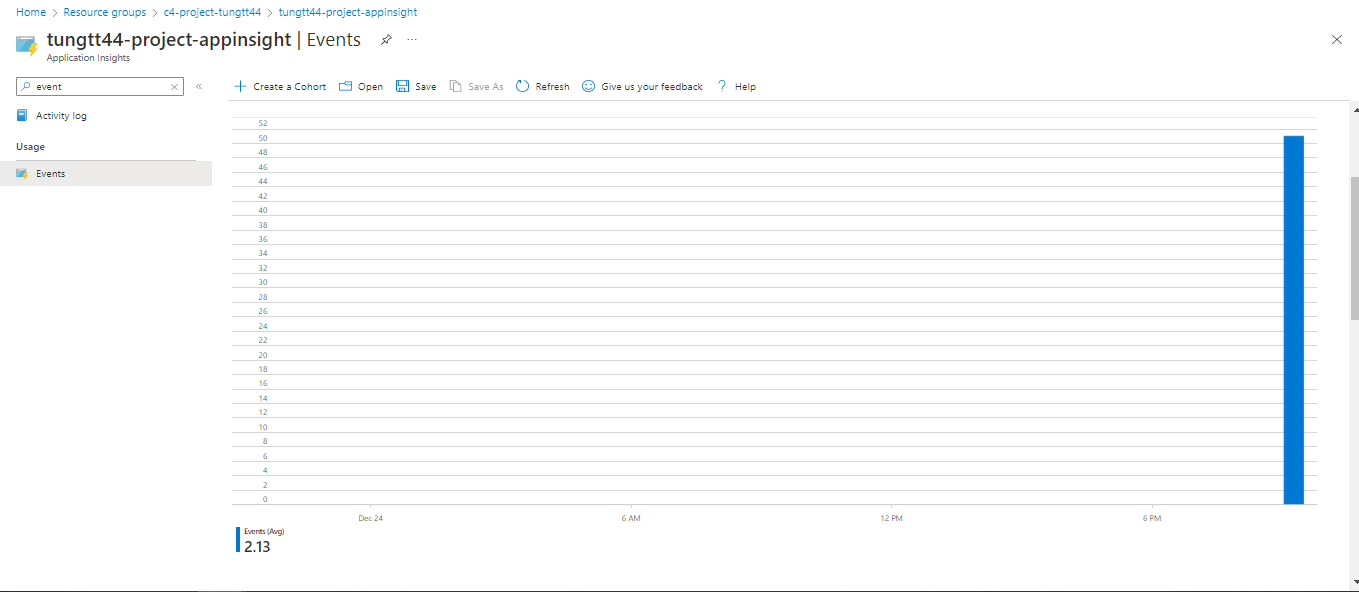 Home > Resource groups > c4-project-tungtt44 > tungtt44-project-appinsight
tungtt44-project-appinsight | Events ...
Application Insights
event
Activity log
Usage
Events
+ Create a Cohort Open Save Save As Refresh Give us your feedback ? Help
52
50
48
46
44
42
40
38
36
34
32
30
28
26
24
22
20
18
16
14
12
10
8
6
4
2
0
Dec 24 6 AM 12 PM 6 PM
Events (Avg)
2.13